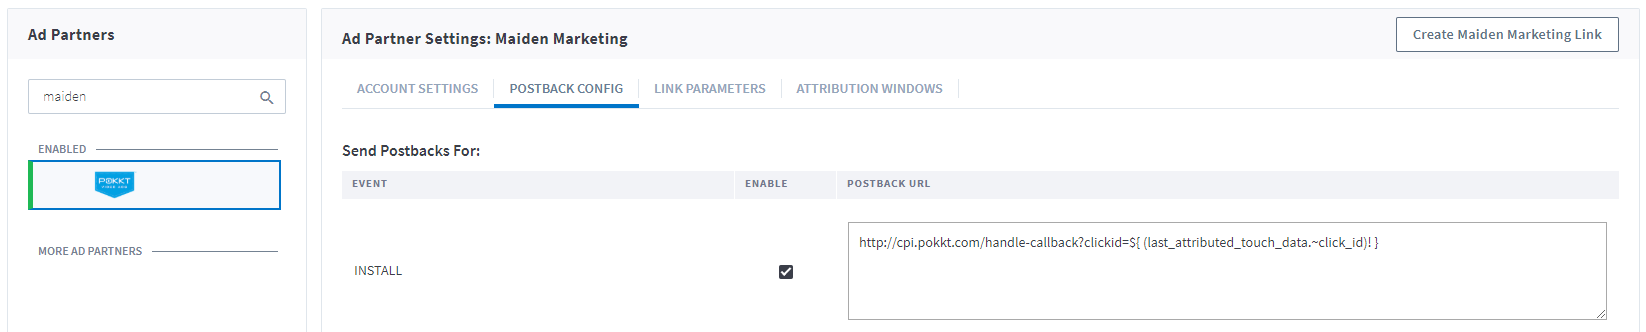 Ad Partners
maiden
ENABLED
POKKT
MORE AD PARTNERS
Ad Partner Settings: Maiden Marketing
Create Maiden Marketing Link
ACCOUNT SETTINGS
POSTBACK CONFIG
LINK PARAMETERS
ATTRIBUTION WINDOWS
Send Postbacks For:
EVENT
ENABLE
POSTBACK URL
INSTALL
http://cpi.pokkt.com/handle-callback?clickid=${ (last_attributed_touch_data.~click_id)! }